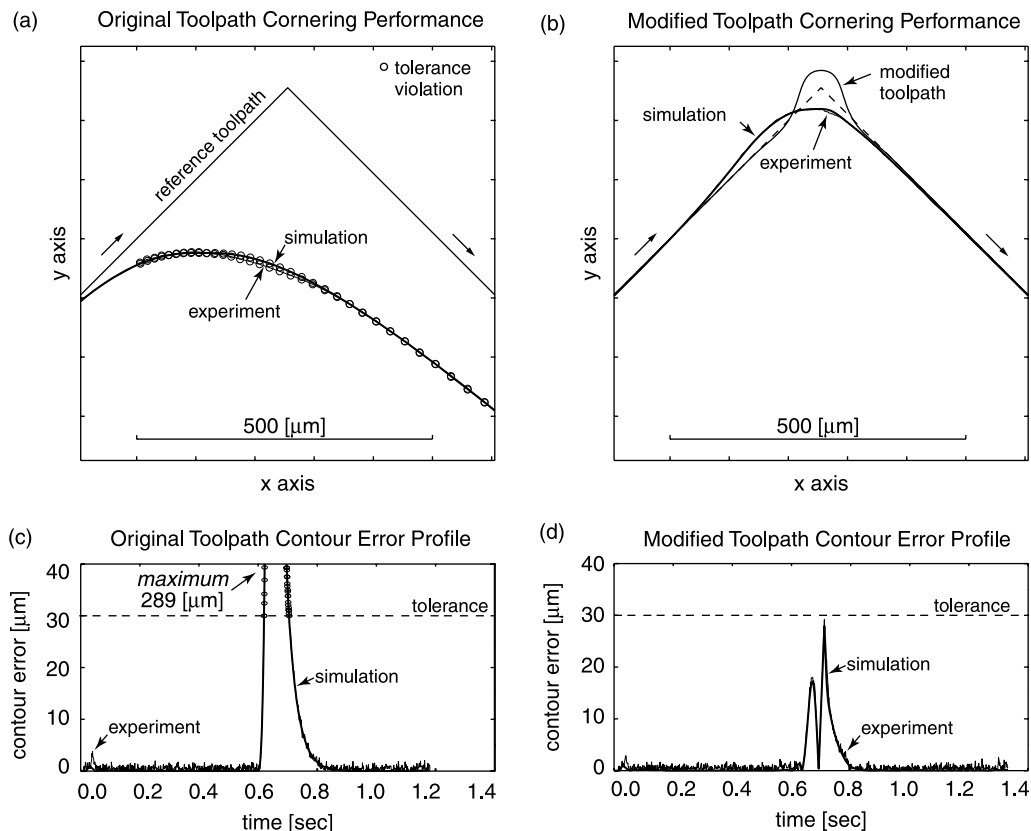 (a) Original Toolpath Cornering Performance
tolerance
violation
reference toolpath
simulation
experiment
500 [μm]
y axis
x axis
(b) Modified Toolpath Cornering Performance
modified
toolpath
simulation
experiment
500 [μm]
y axis
x axis
(c) Original Toolpath Contour Error Profile
maximum
289 [μm]
tolerance
simulation
experiment
contour error [μm]
40
30
20
10
0
0.0 0.2 0.4 0.6 0.8 1.0 1.2 1.4
time [sec]
(d) Modified Toolpath Contour Error Profile
tolerance
simulation
experiment
contour error [μm]
40
30
20
10
0
0.0 0.2 0.4 0.6 0.8 1.0 1.2 1.4
time [sec]